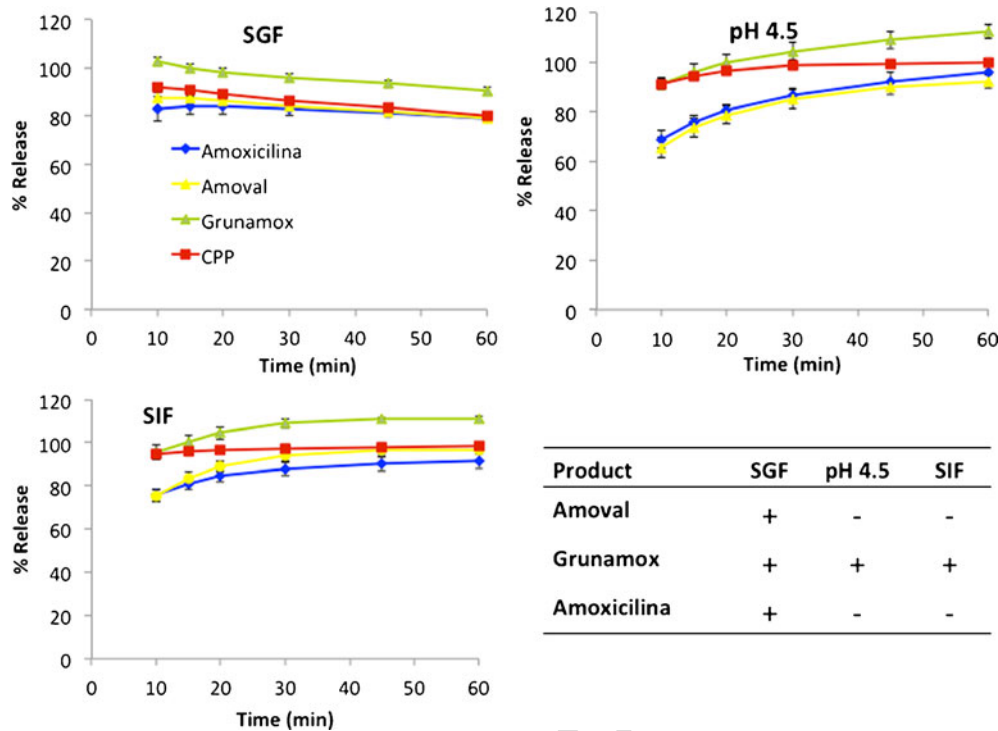 SGF
% Release
120
100
80
60
40
20
0
Amoxicilina
Amoval
Grunamox
CPP
0 10 20 30 40 50 60
Time (min)
pH 4.5
% Release
120
100
80
60
40
20
0
0 10 20 30 40 50 60
Time (min)
SIF
% Release
120
100
80
60
40
20
0
0 10 20 30 40 50 60
Time (min)
Product SGF pH 4.5 SIF
Amoval + - -
Grunamox + + +
Amoxicilina + - -